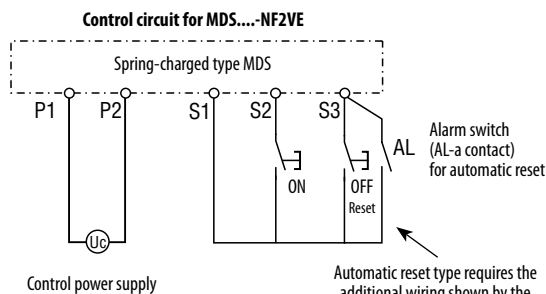 Control circuit for MDS....-NF2VE
Spring-charged type MDS
P1 P2 S1 S2 S3
AL
Alarm switch
(AL-a contact)
for automatic reset
ON
OFF
Reset
Uc
Control power supply
Automatic reset type requires the
additional wiring shown by the